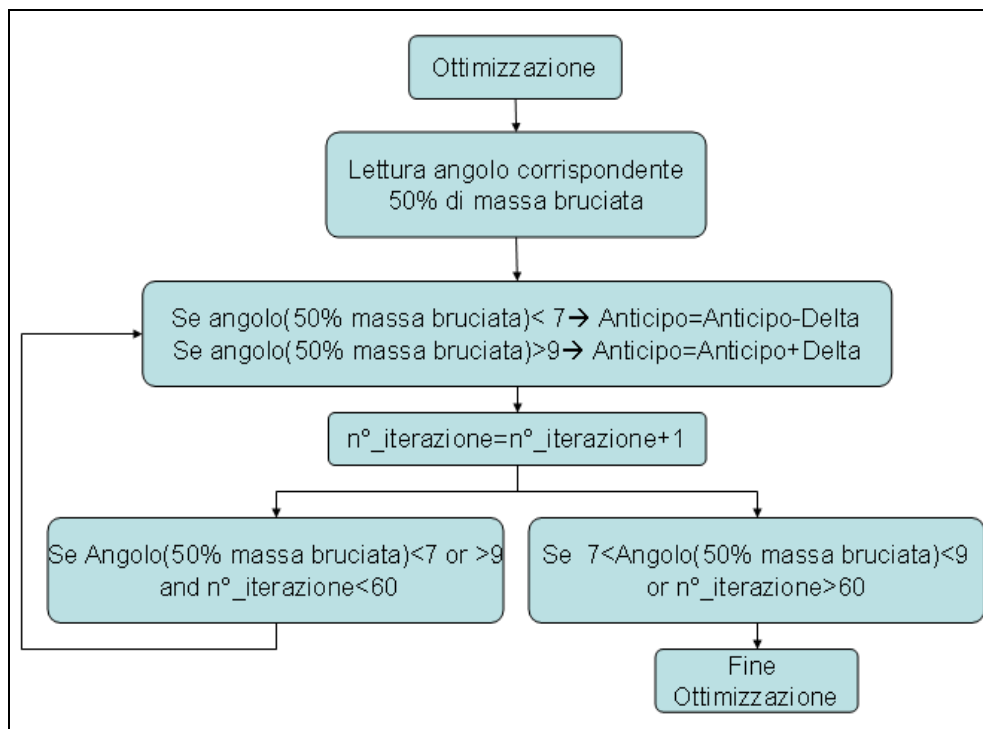 Ottimizzazione
Lettura angolo corrispondente
50% di massa bruciata
Se angolo(50% massa bruciata)< 7→ Anticipo=Anticipo-Delta
Se angolo(50% massa bruciata)>9→ Anticipo=Anticipo+Delta
n°_iterazione=n°_iterazione+1
Se Angolo(50% massa bruciata)<7 or >9
and n°_iterazione<60
Se 7<Angolo(50% massa bruciata)<9
or n°_iterazione>60
Fine
Ottimizzazione